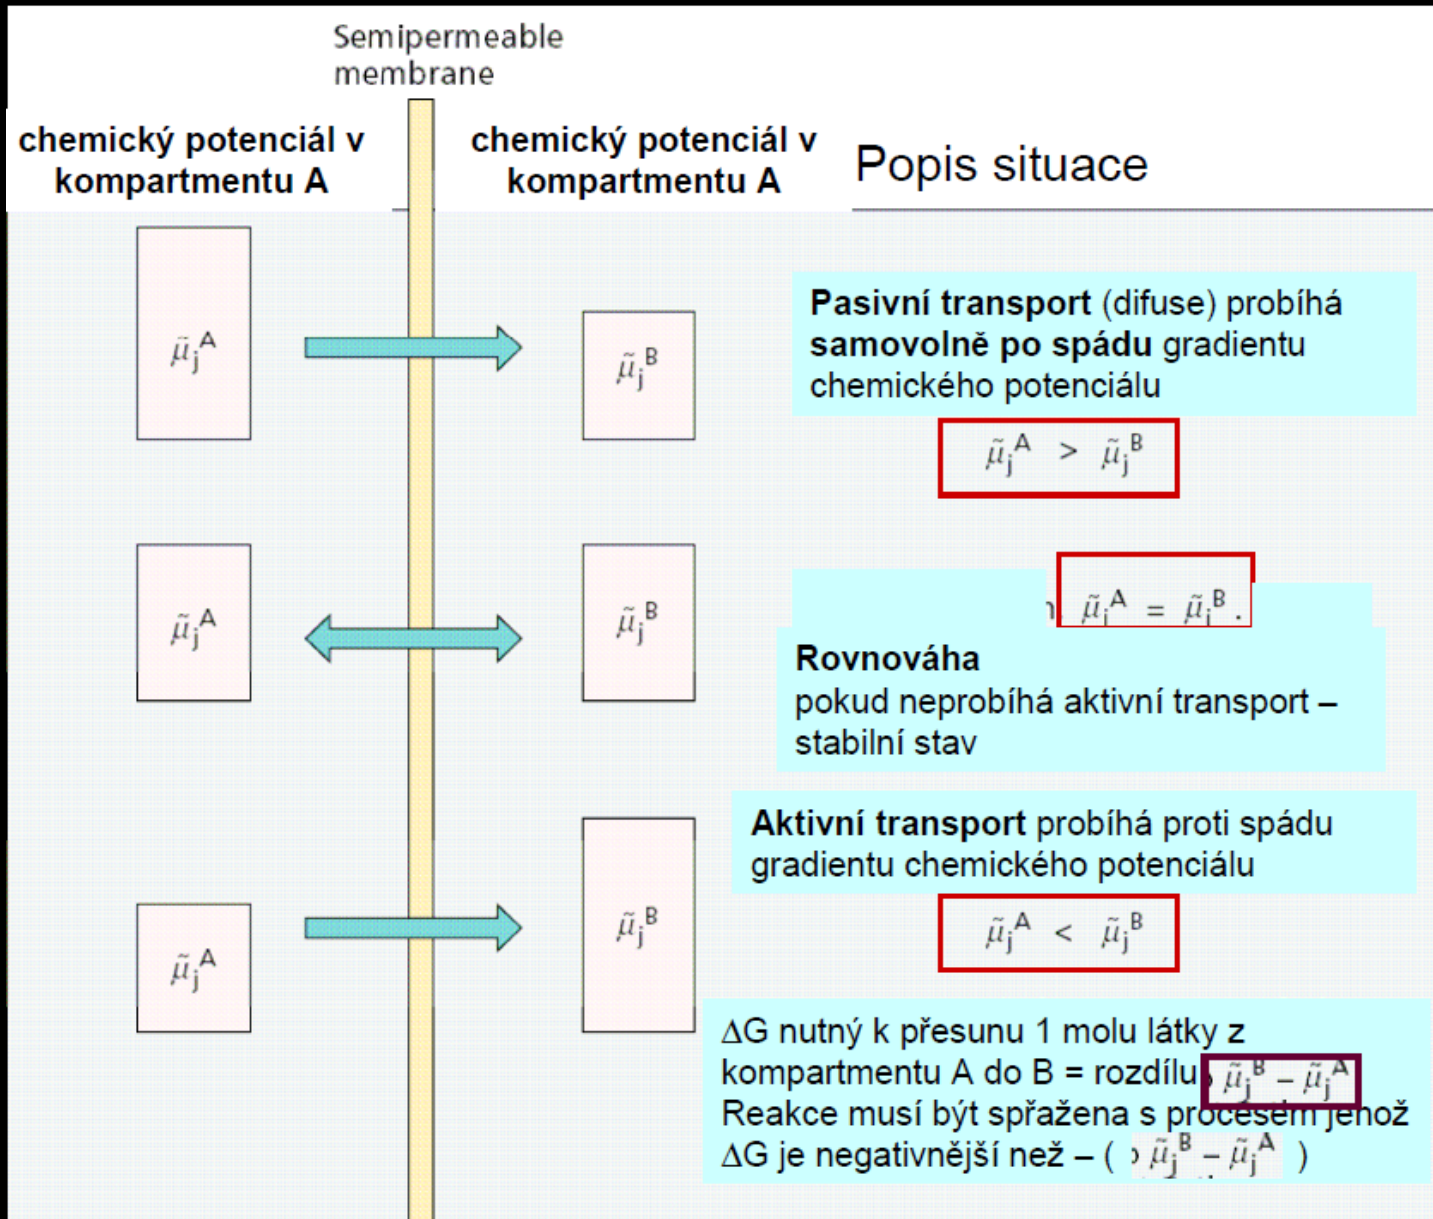 Semipermeable
membrane
chemický potenciál v
kompartmentu A
chemický potenciál v
kompartmentu A
Popis situace
μ̃ⱼᴬ
μ̃ⱼᴮ
Pasivní transport (difuse) probíhá
samovolně po spádu gradientu
chemického potenciálu
μ̃ⱼᴬ > μ̃ⱼᴮ
μ̃ⱼᴬ
μ̃ⱼᴮ
μ̃ⱼᴬ = μ̃ⱼᴮ.
Rovnováha
pokud neprobíhá aktivní transport –
stabilní stav
μ̃ⱼᴬ
μ̃ⱼᴮ
Aktivní transport probíhá proti spádu
gradientu chemického potenciálu
μ̃ⱼᴬ < μ̃ⱼᴮ
ΔG nutný k přesunu 1 molu látky z
kompartmentu A do B = rozdílu μ̃ⱼᴮ – μ̃ⱼᴬ
Reakce musí být spřažena s procesem jehož
ΔG je negativnější než – ( μ̃ⱼᴮ – μ̃ⱼᴬ )